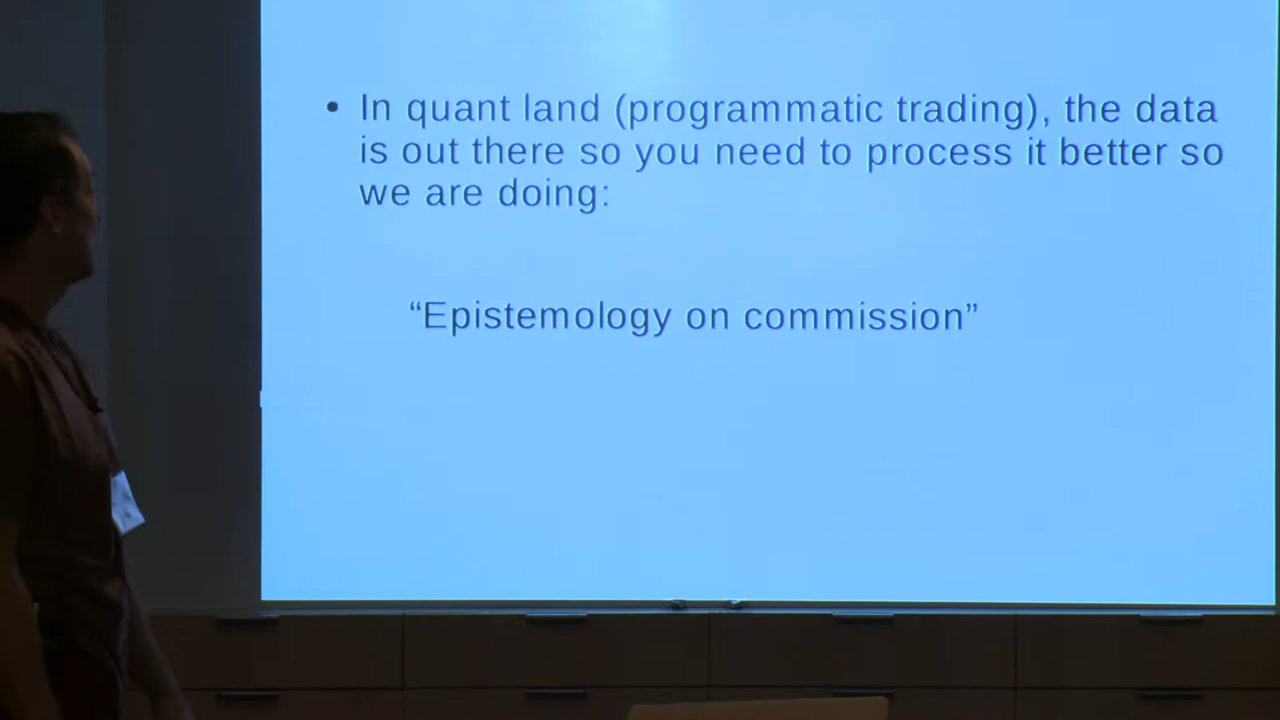 • In quant land (programmatic trading), the data
is out there so you need to process it better so
we are doing:
“Epistemology on commission”